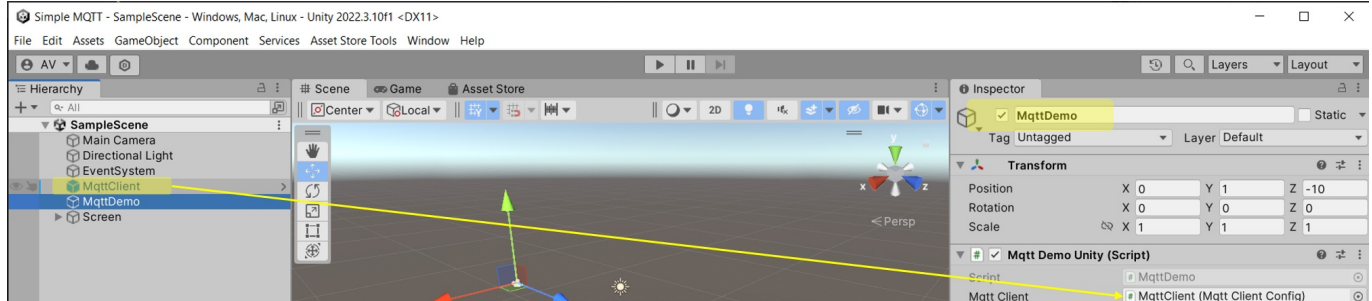 Simple MQTT - SampleScene - Windows, Mac, Linux - Unity 2022.3.10f1 <DX11>
File Edit Assets GameObject Component Services Asset Store Tools Window Help
AV Layers Layout
Hierarchy # Scene Game Asset Store Inspector
All Center Local 2D MqttDemo Static
SampleScene
Main Camera Tag Untagged Layer Default
Directional Light
EventSystem Transform
MqttClient Position X 0 Y 1 Z -10
MqttDemo Rotation X 0 Y 0 Z 0
Screen Scale X 1 Y 1 Z 1
y
x z
Persp
# Mqtt Demo Unity (Script)
Script # MqttDemo
Mqtt Client # MqttClient (Mqtt Client Config)